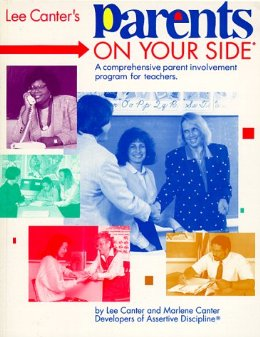 Lee Canter's
parents
ON YOUR SIDE®
A comprehensive parent involvement
program for teachers.
by Lee Canter and Marlene Canter
Developers of Assertive Discipline®